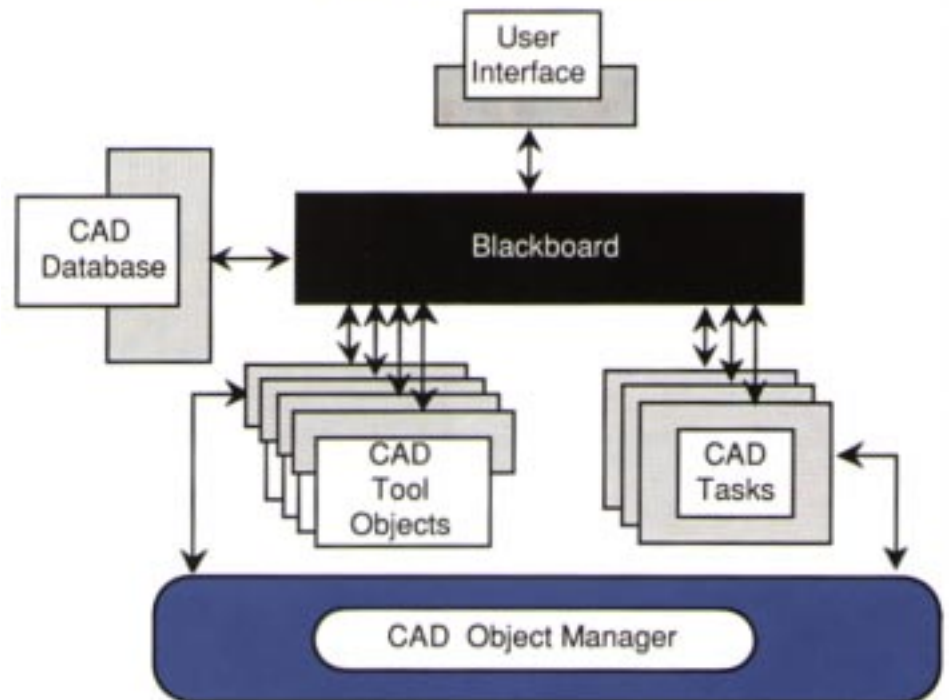 User
Interface
CAD
Database
Blackboard
CAD
Tool
Objects
CAD
Tasks
CAD Object Manager